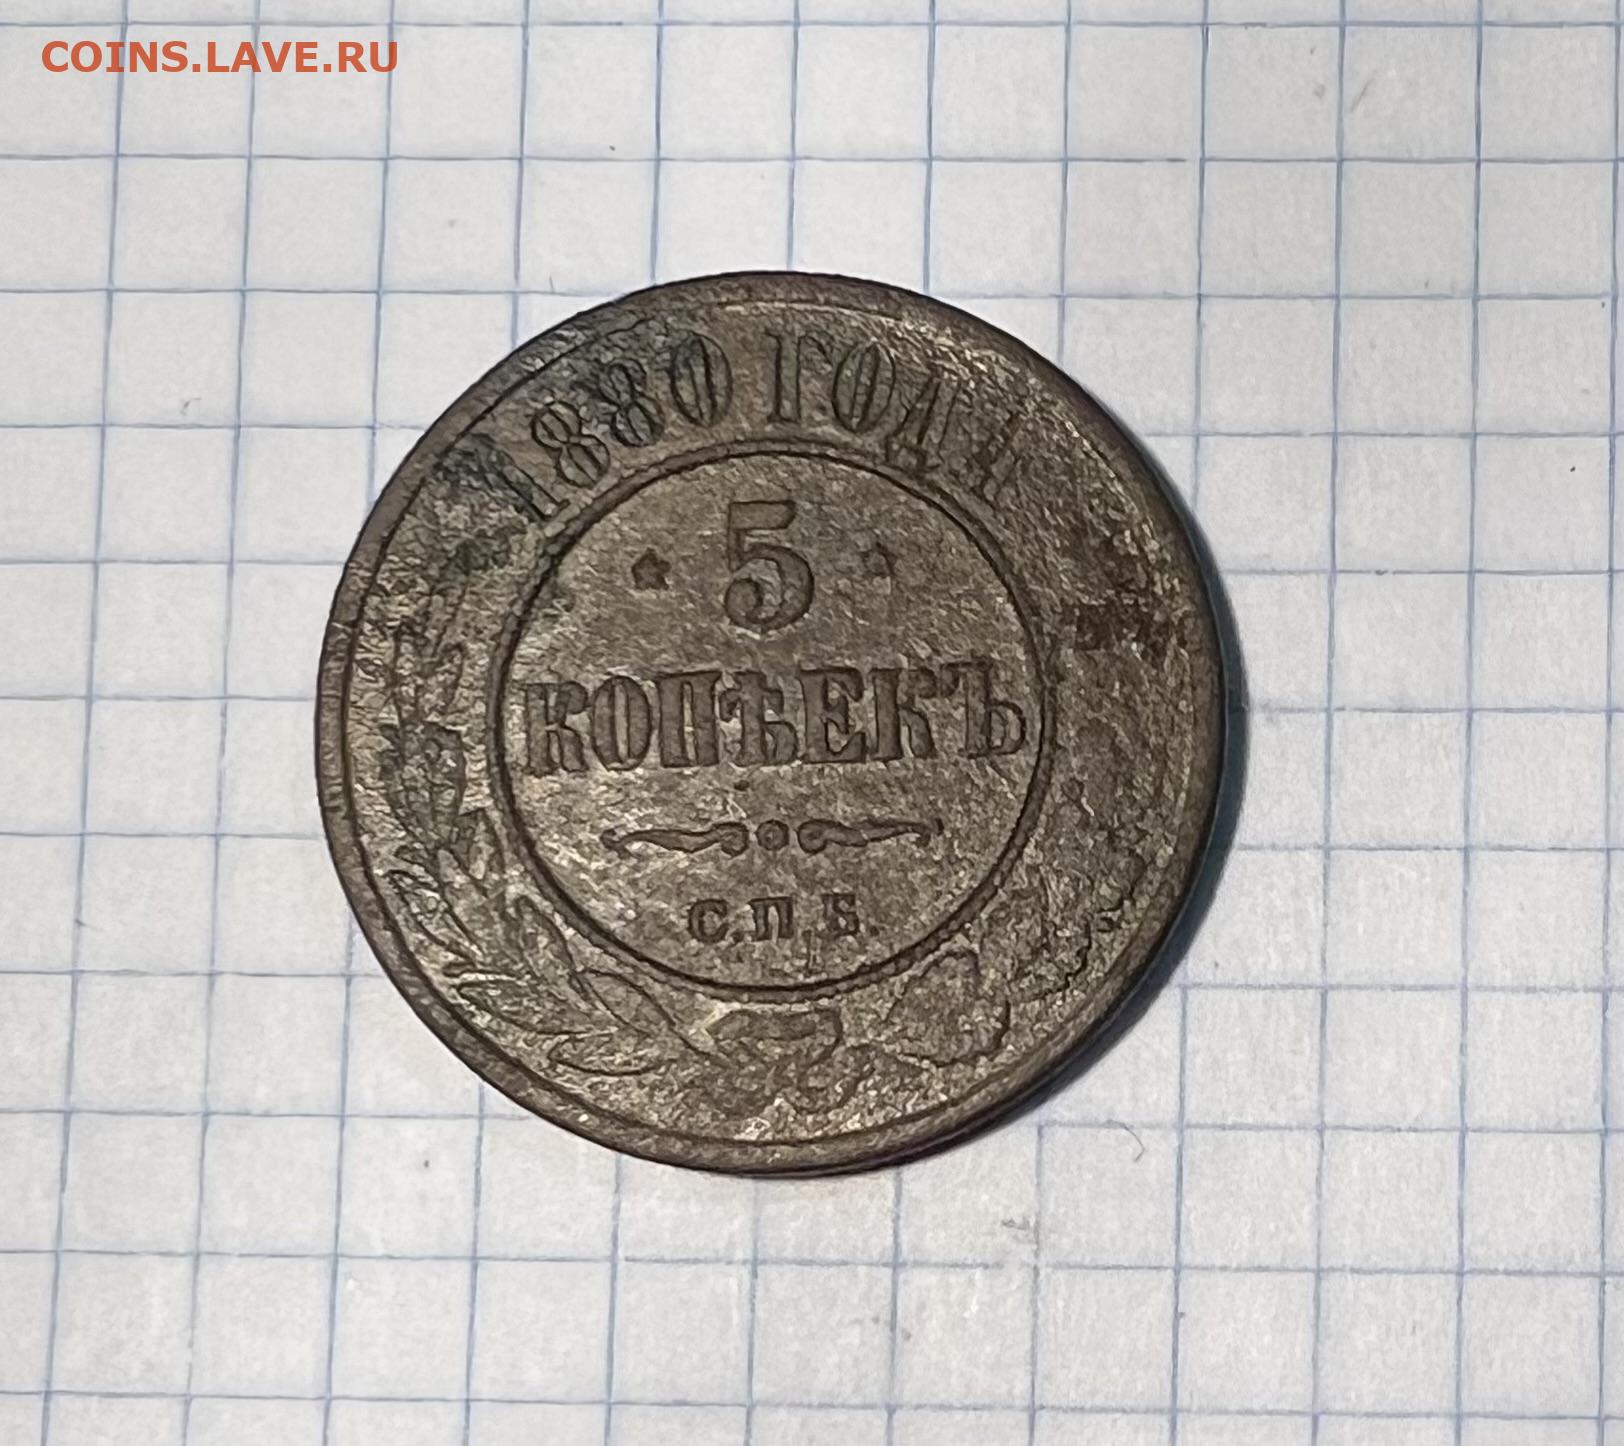 COINS.LAVE.RU
1880 ГОДА
5
КОПѢЕКЪ
С.П.Б.